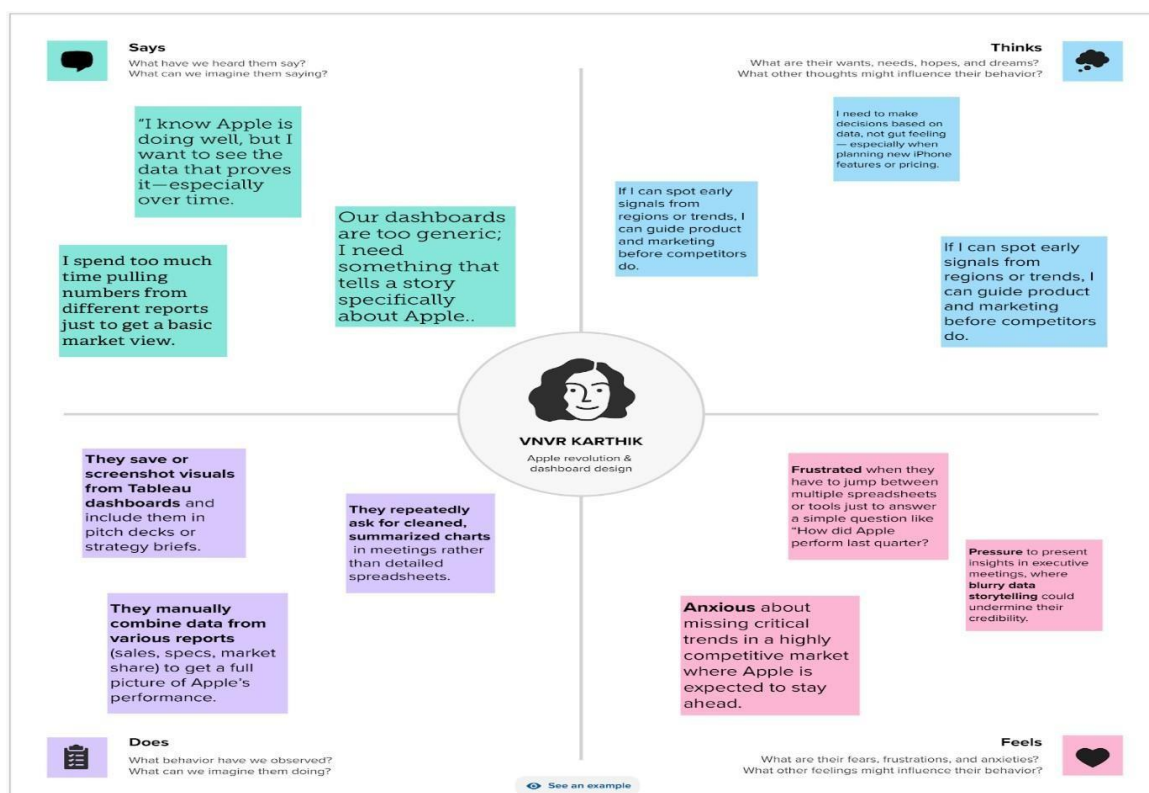 Says
What have we heard them say?
What can we imagine them saying?
"I know Apple is
doing well, but I
want to see the
data that proves
it—especially
over time.
Our dashboards
are too generic;
I need
something that
tells a story
specifically
about Apple..
I spend too much
time pulling
numbers from
different reports
just to get a basic
market view.
Thinks
What are their wants, needs, hopes, and dreams?
What other thoughts might influence their behavior?
I need to make
decisions based on
data, not gut feeling
— especially when
planning new iPhone
features or pricing.
If I can spot early
signals from
regions or trends, I
can guide product
and marketing
before competitors
do.
If I can spot early
signals from
regions or trends, I
can guide product
and marketing
before competitors
do.
VNVR KARTHIK
Apple revolution &
dashboard design
They save or
screenshot visuals
from Tableau
dashboards and
include them in
pitch decks or
strategy briefs.
They repeatedly
ask for cleaned,
summarized charts
in meetings rather
than detailed
spreadsheets.
They manually
combine data from
various reports
(sales, specs, market
share) to get a full
picture of Apple's
performance.
Does
What behavior have we observed?
What can we imagine them doing?
Frustrated when they
have to jump between
multiple spreadsheets
or tools just to answer
a simple question like
"How did Apple
perform last quarter?
Pressure to present
insights in executive
meetings, where
blurry data
storytelling could
undermine their
credibility.
Anxious about
missing critical
trends in a highly
competitive market
where Apple is
expected to stay
ahead.
Feels
What are their fears, frustrations, and anxieties?
What other feelings might influence their behavior?
See an example